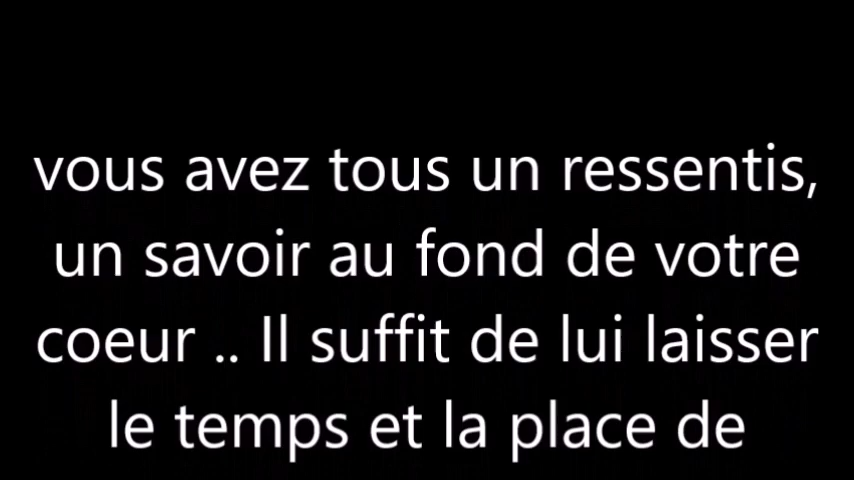 vous avez tous un ressentis,
un savoir au fond de votre
coeur .. Il suffit de lui laisser
le temps et la place de